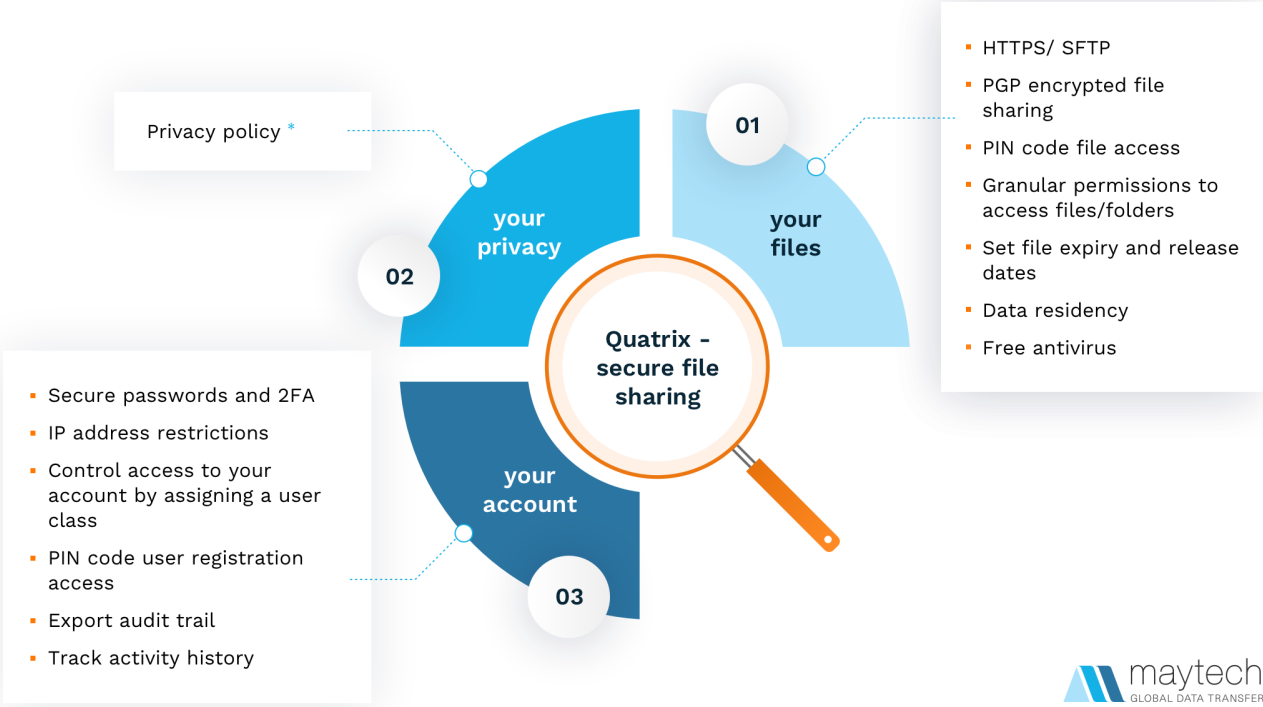 01
your
files
HTTPS/ SFTP
PGP encrypted file
sharing
PIN code file access
Granular permissions to
access files/folders
Set file expiry and release
dates
Data residency
Free antivirus
Privacy policy *
02
your
privacy
Quatrix -
secure file
sharing
03
your
account
Secure passwords and 2FA
IP address restrictions
Control access to your
account by assigning a user
class
PIN code user registration
access
Export audit trail
Track activity history
maytech
GLOBAL DATA TRANSFER